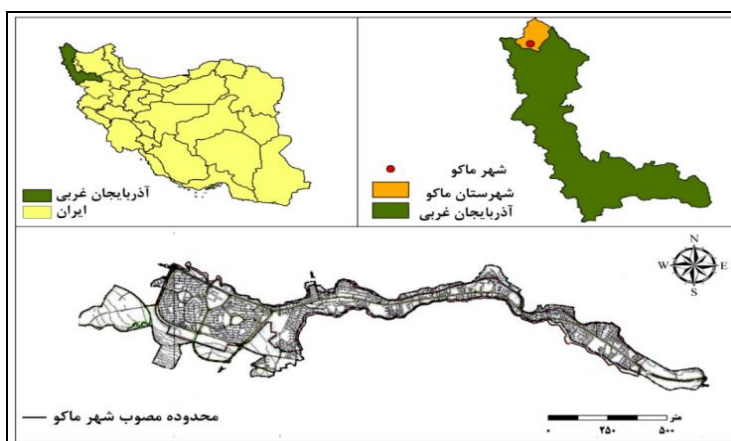 آذربایجان غربی
ایران
شهر ماکو
شهرستان ماکو
آذربایجان غربی
N
W E
S
محدوده مصوب شهر ماکو
متر
۰ ۲۵۰ ۵۰۰